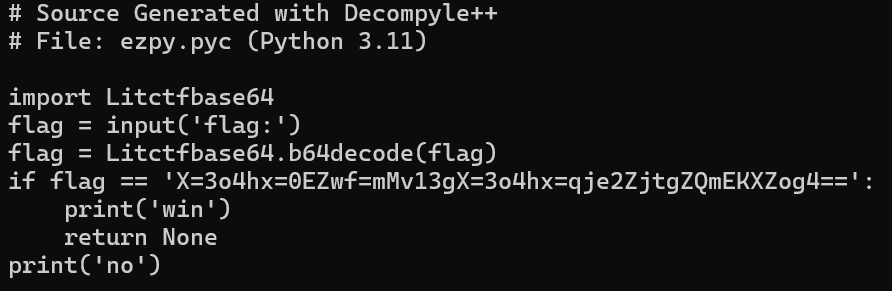 # Source Generated with Decompyle++
# File: ezpy.pyc (Python 3.11)
import Litctfbase64
flag = input('flag:')
flag = Litctfbase64.b64decode(flag)
if flag == 'X=3o4hx=0EZwf=mMv13gX=3o4hx=qje2ZjtgZQmEKXZog4==':
    print('win')
    return None
print('no')